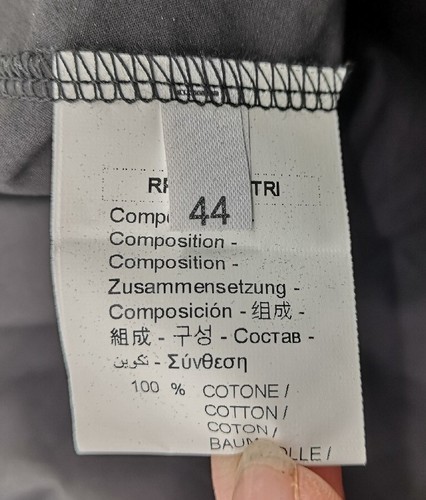 44
Composition -
Composition -
Zusammensetzung -
Composición - 组成 -
組成 - 구성 - Состав -
تكوين - Σύνθεση
100 % COTONE /
COTTON /
COTON /